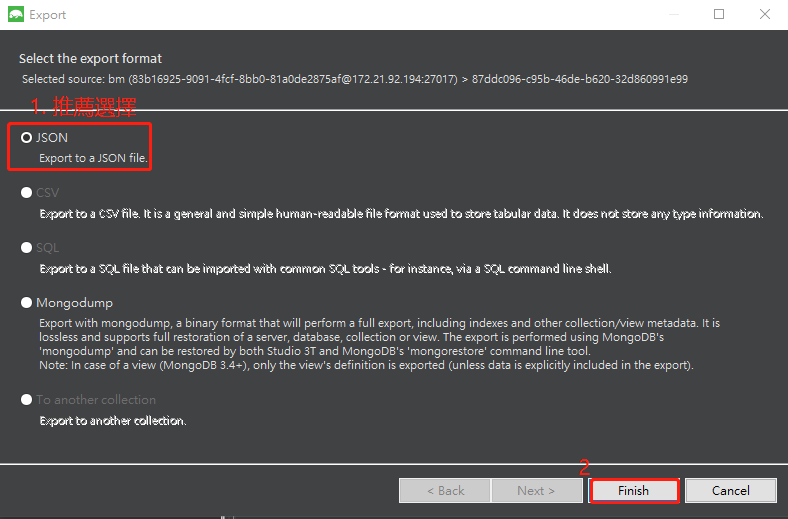 Export
Select the export format
Selected source: bm (83b16925-9091-4fcf-8bb0-81a0de2875af@172.21.92.194:27017) > 87ddc096-c95b-46de-b620-32d860991e99
1. 推薦選擇
JSON
Export to a JSON file.
CSV
Export to a CSV file. It is a general and simple human-readable file format used to store tabular data. It does not store any type information.
SQL
Export to a SQL file that can be imported with common SQL tools - for instance, via a SQL command line shell.
Mongodump
Export with mongodump, a binary format that will perform a full export, including indexes and other collection/view metadata. It is
lossless and supports full restoration of a server, database, collection or view. The export is performed using MongoDB's
'mongodump' and can be restored by both Studio 3T and MongoDB's 'mongorestore' command line tool.
Note: In case of a view (MongoDB 3.4+), only the view's definition is exported (unless data is explicitly included in the export).
To another collection
Export to another collection.
2
< Back Next > Finish Cancel